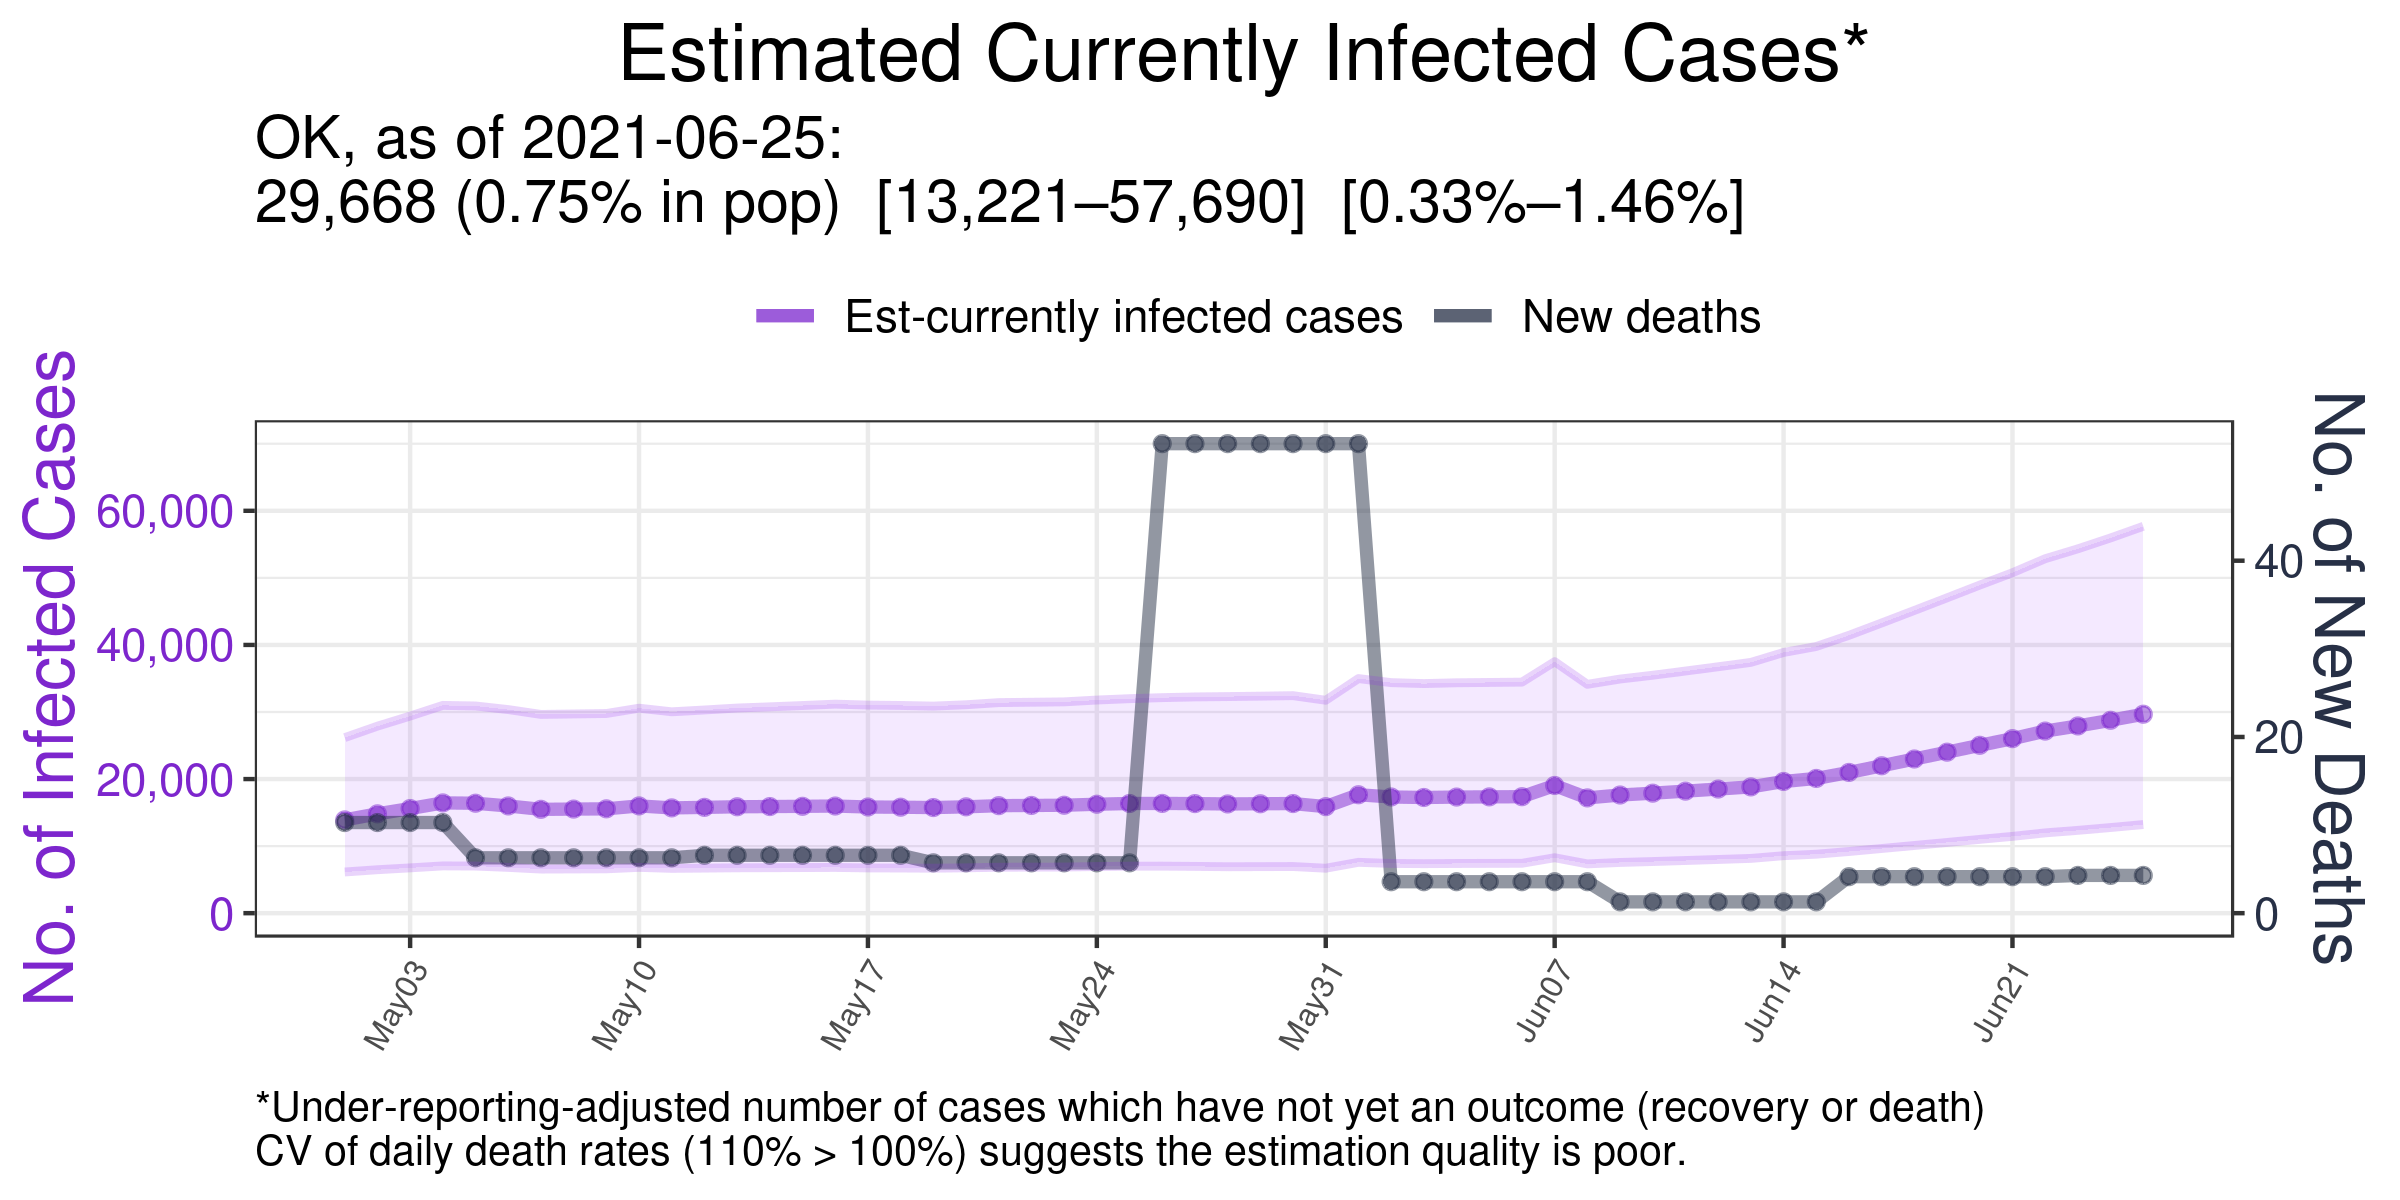 Estimated Currently Infected Cases*
OK, as of 2021-06-25:
29,668 (0.75% in pop)  [13,221–57,690]  [0.33%–1.46%]
Est-currently infected cases
New deaths
No. of Infected Cases
60,000
40,000
20,000
0
40
20
0
No. of New Deaths
May03
May10
May17
May24
May31
Jun07
Jun14
Jun21
*Under-reporting-adjusted number of cases which have not yet an outcome (recovery or death)
CV of daily death rates (110% > 100%) suggests the estimation quality is poor.